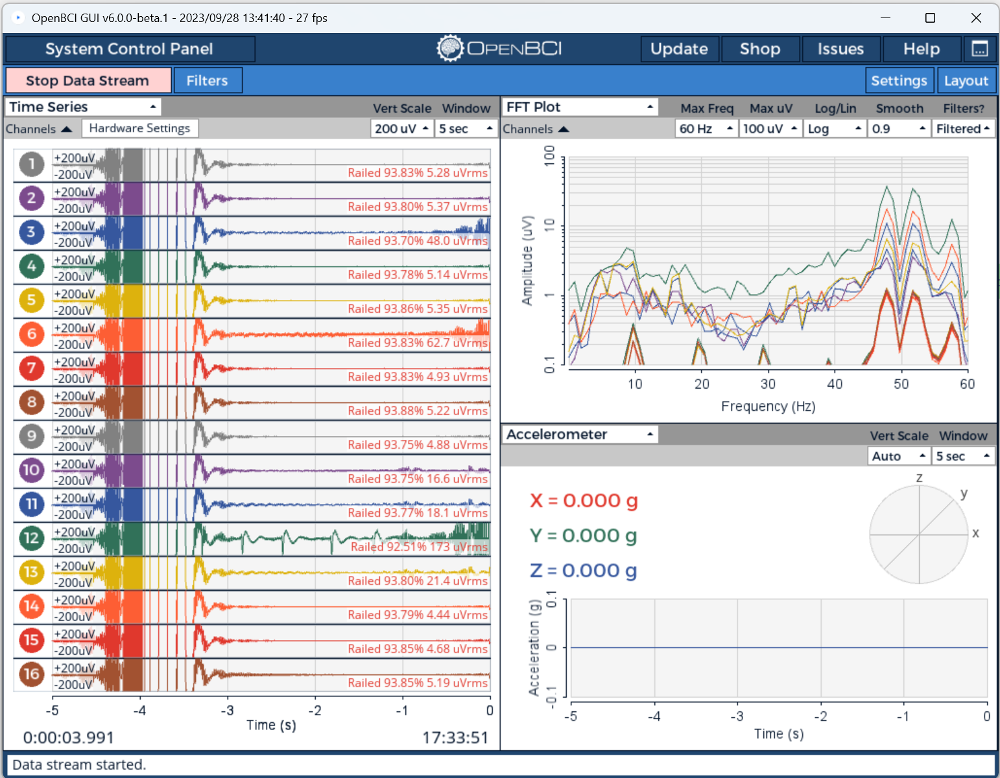 OpenBCI GUI v6.0.0-beta.1 - 2023/09/28 13:41:40 - 27 fps
System Control Panel
OPENBCI
Update Shop Issues Help
Stop Data Stream Filters
Settings Layout
Time Series
Vert Scale Window
Channels Hardware Settings
200 uV 5 sec
1 +200uV
-200uV Railed 93.83% 5.28 uVrms
2 +200uV
-200uV Railed 93.80% 5.37 uVrms
3 +200uV
-200uV Railed 93.70% 48.0 uVrms
4 +200uV
-200uV Railed 93.78% 5.14 uVrms
5 +200uV
-200uV Railed 93.86% 5.35 uVrms
6 +200uV
-200uV Railed 93.83% 62.7 uVrms
7 +200uV
-200uV Railed 93.83% 4.93 uVrms
8 +200uV
-200uV Railed 93.88% 5.22 uVrms
9 +200uV
-200uV Railed 93.75% 4.88 uVrms
10 +200uV
-200uV Railed 93.75% 16.6 uVrms
11 +200uV
-200uV Railed 93.77% 18.1 uVrms
12 +200uV
-200uV Railed 92.51% 173 uVrms
13 +200uV
-200uV Railed 93.80% 21.4 uVrms
14 +200uV
-200uV Railed 93.79% 4.44 uVrms
15 +200uV
-200uV Railed 93.85% 4.68 uVrms
16 +200uV
-200uV Railed 93.85% 5.19 uVrms
-5 -4 -3 -2 -1 0
Time (s)
0:00:03.991 17:33:51
FFT Plot
Max Freq Max uV Log/Lin Smooth Filters?
Channels 60 Hz 100 uV Log 0.9 Filtered
Amplitude (uV)
100
10
1
0.1
10 20 30 40 50 60
Frequency (Hz)
Accelerometer
Vert Scale Window
Auto 5 sec
X = 0.000 g
Y = 0.000 g
Z = 0.000 g
z
y
x
Acceleration (g)
0.1
0
-0.1
-5 -4 -3 -2 -1 0
Time (s)
Data stream started.